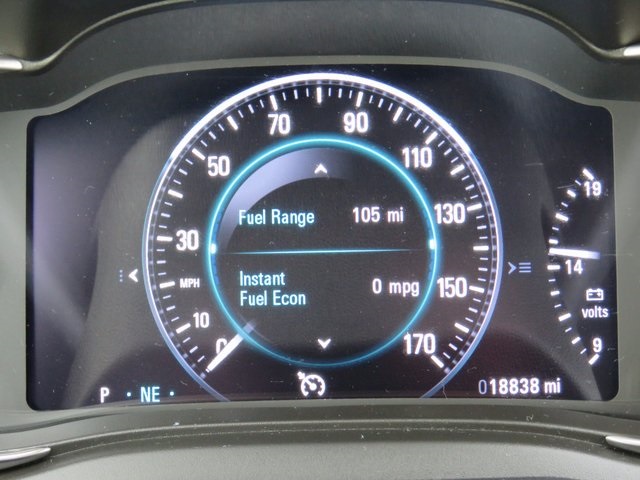 70
90
50
110
19
Fuel Range 105 mi
130
30
14
MPH
Instant
Fuel Econ
0 mpg
150
volts
10
0
170
9
P · NE ·
018838 mi